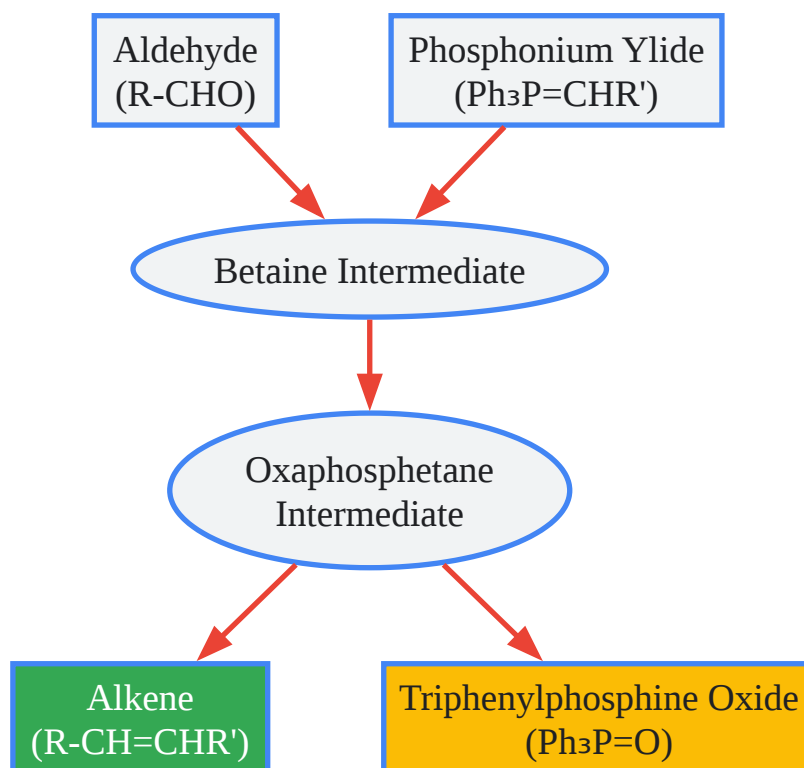 Aldehyde
(R-CHO)
Phosphonium Ylide
(Ph₃P=CHR')
Betaine Intermediate
Oxaphosphetane
Intermediate
Alkene
(R-CH=CHR')
Triphenylphosphine Oxide
(Ph₃P=O)